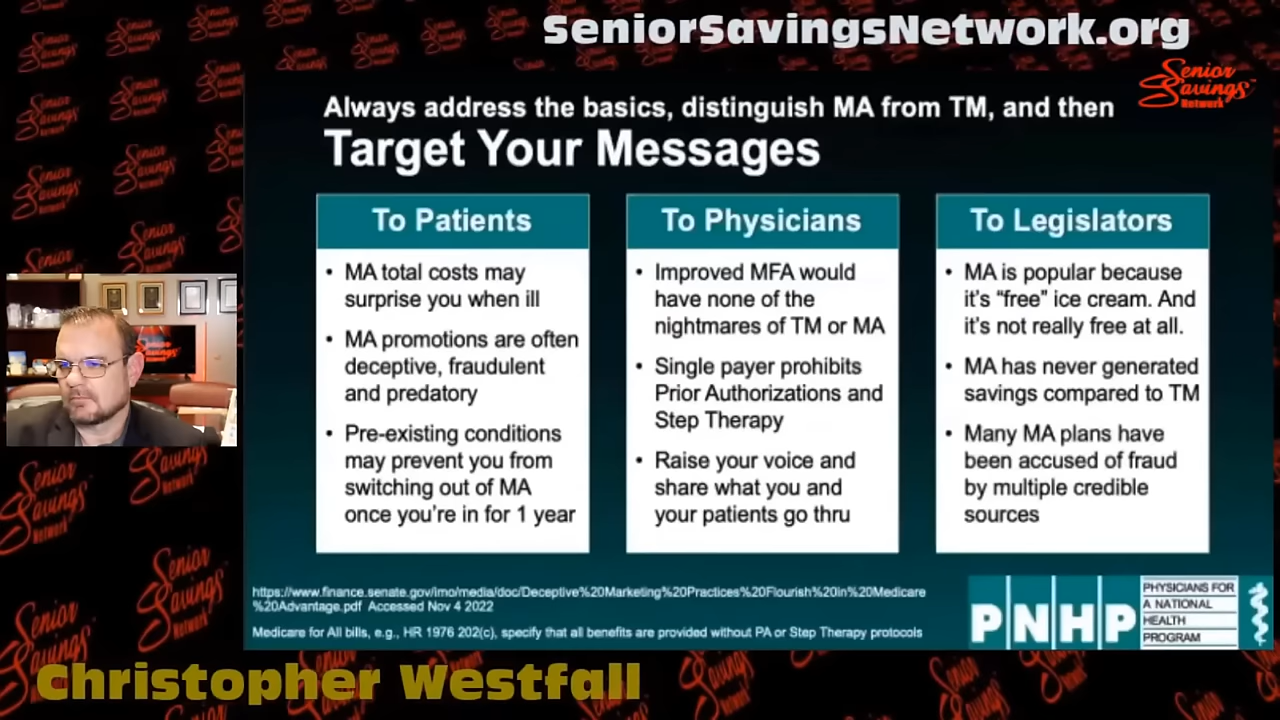 SeniorSavingsNetwork.org
Senior
Savings™
Network
Always address the basics, distinguish MA from TM, and then
Target Your Messages
To Patients
• MA total costs may
surprise you when ill
• MA promotions are often
deceptive, fraudulent
and predatory
• Pre-existing conditions
may prevent you from
switching out of MA
once you're in for 1 year
To Physicians
• Improved MFA would
have none of the
nightmares of TM or MA
• Single payer prohibits
Prior Authorizations and
Step Therapy
• Raise your voice and
share what you and
your patients go thru
To Legislators
• MA is popular because
it's "free" ice cream. And
it's not really free at all.
• MA has never generated
savings compared to TM
• Many MA plans have
been accused of fraud
by multiple credible
sources
https://www.finance.senate.gov/imo/media/doc/Deceptive%20Marketing%20Practices%20Flourish%20in%20Medicare
%20Advantage.pdf Accessed Nov 4 2022
Medicare for All bills, e.g., HR 1976 202(c), specify that all benefits are provided without PA or Step Therapy protocols
PNHP
PHYSICIANS FOR
A NATIONAL
HEALTH
PROGRAM
Christopher Westfall